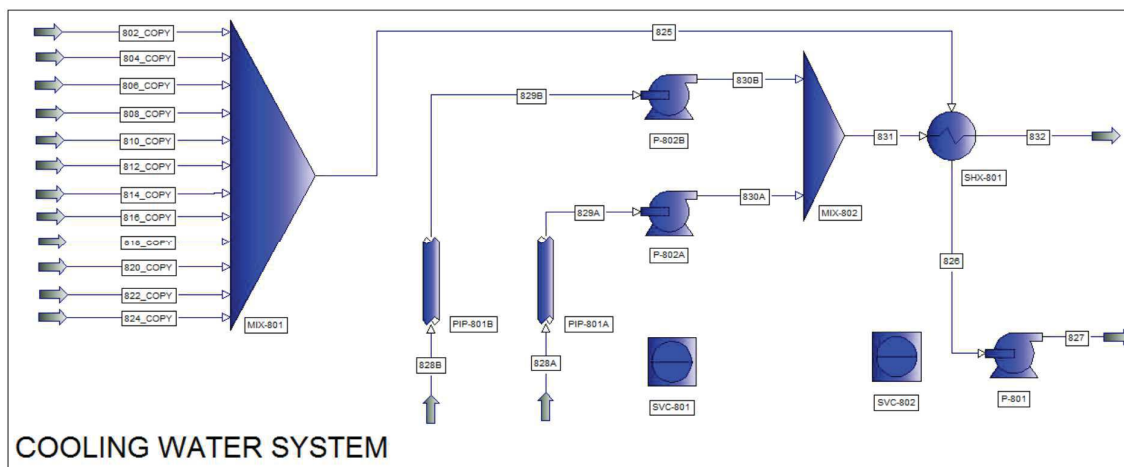 802_COPY
804_COPY
806_COPY
808_COPY
810_COPY
812_COPY
814_COPY
816_COPY
818_COPY
820_COPY
822_COPY
824_COPY
MIX-801
825
829B
830B
P-802B
829A
830A
P-802A
MIX-802
831
832
SHX-801
826
PIP-801B
PIP-801A
828B
828A
SVC-801
SVC-802
827
P-801
COOLING WATER SYSTEM